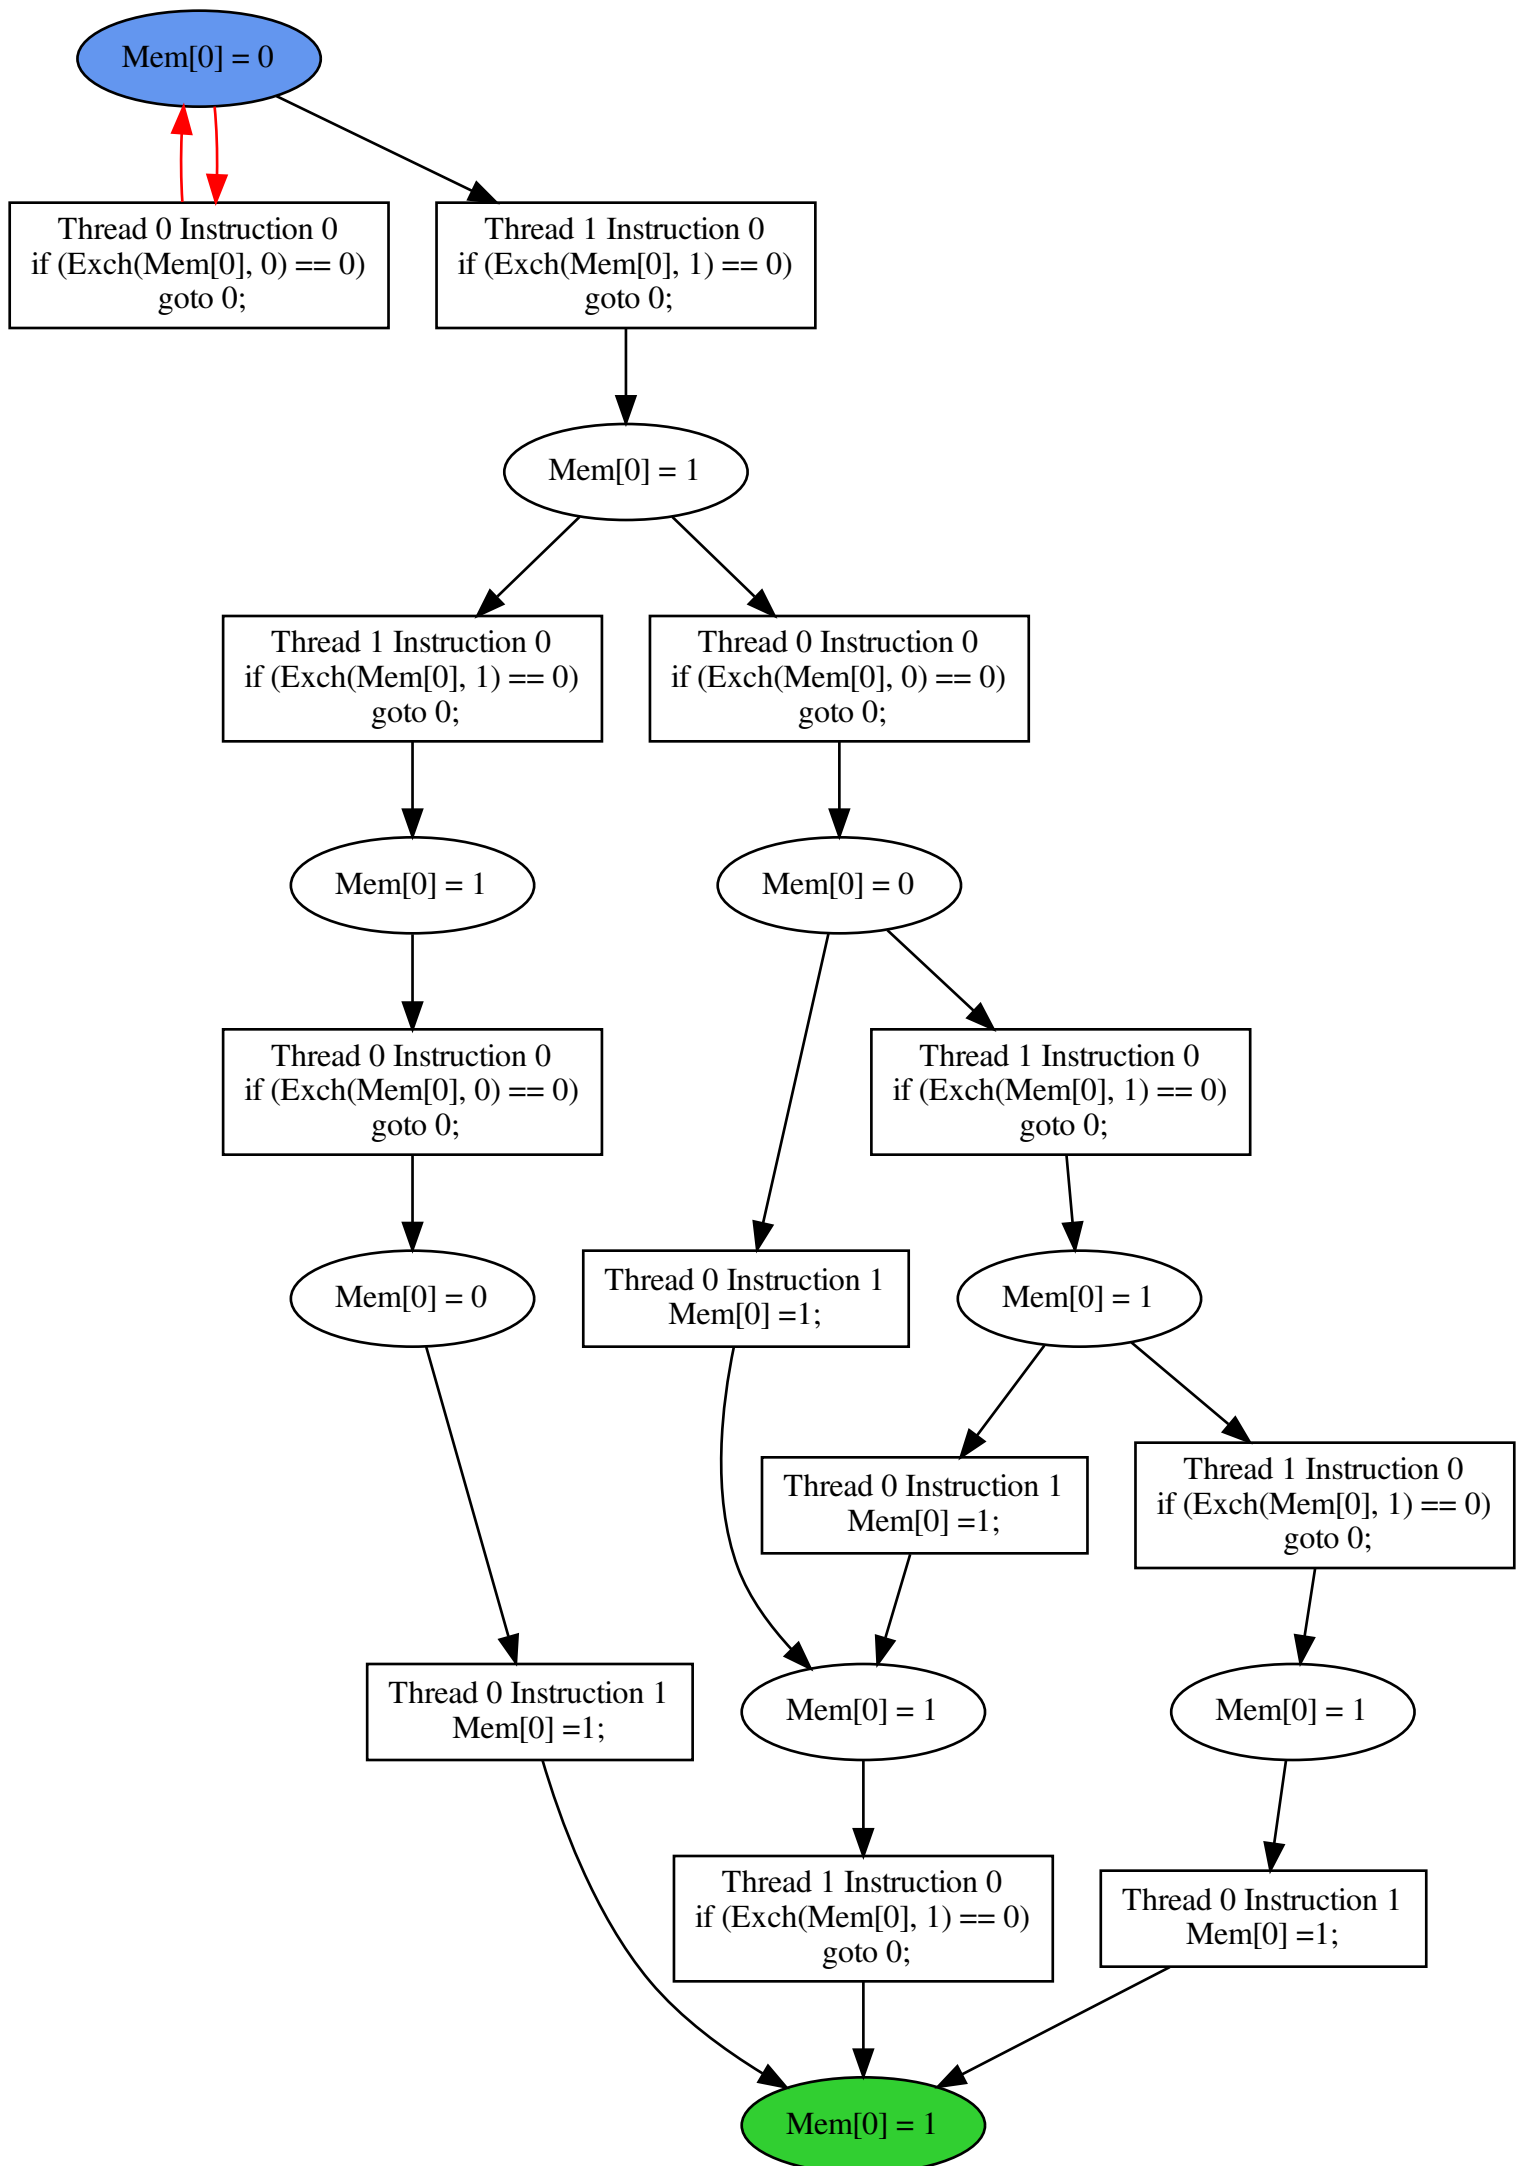 Mem[0] = 0
Thread 0 Instruction 0
if (Exch(Mem[0], 0) == 0)
goto 0;
Thread 1 Instruction 0
if (Exch(Mem[0], 1) == 0)
goto 0;
Mem[0] = 1
Thread 1 Instruction 0
if (Exch(Mem[0], 1) == 0)
goto 0;
Thread 0 Instruction 0
if (Exch(Mem[0], 0) == 0)
goto 0;
Mem[0] = 1
Mem[0] = 0
Thread 0 Instruction 0
if (Exch(Mem[0], 0) == 0)
goto 0;
Thread 1 Instruction 0
if (Exch(Mem[0], 1) == 0)
goto 0;
Mem[0] = 0
Thread 0 Instruction 1
Mem[0] =1;
Mem[0] = 1
Thread 0 Instruction 1
Mem[0] =1;
Thread 1 Instruction 0
if (Exch(Mem[0], 1) == 0)
goto 0;
Thread 0 Instruction 1
Mem[0] =1;
Mem[0] = 1
Mem[0] = 1
Thread 1 Instruction 0
if (Exch(Mem[0], 1) == 0)
goto 0;
Thread 0 Instruction 1
Mem[0] =1;
Mem[0] = 1